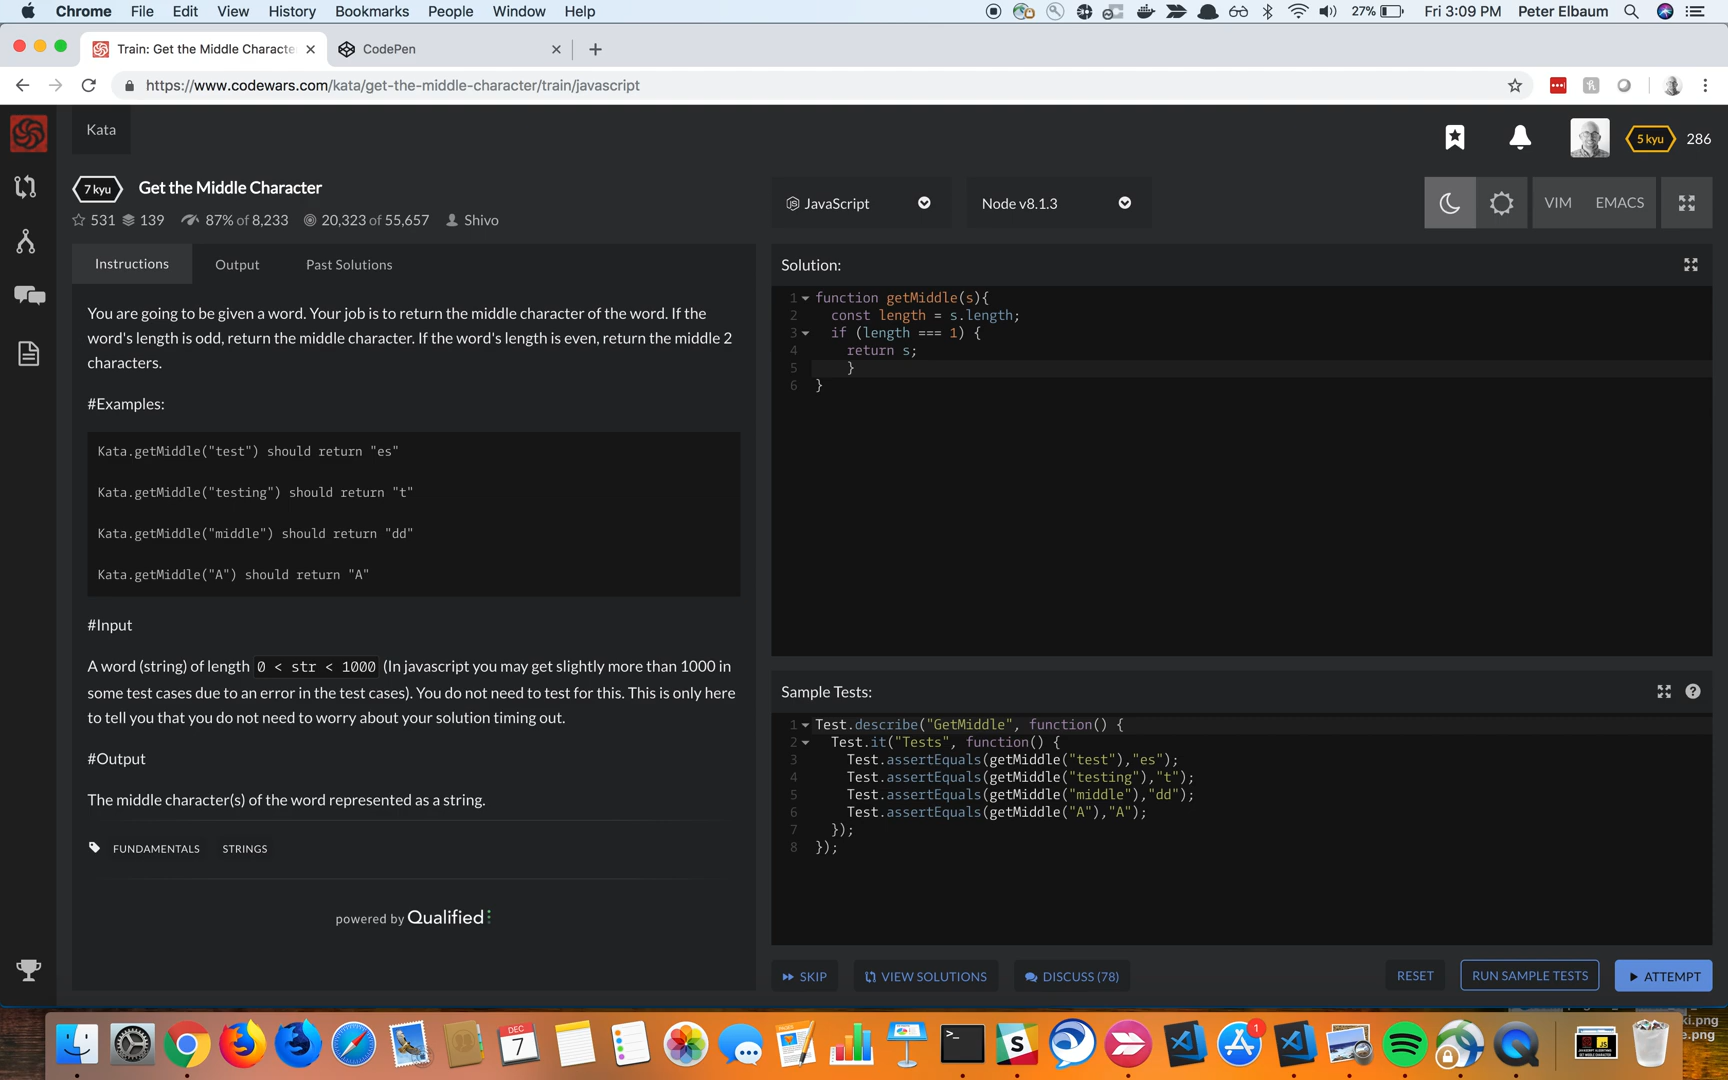 Chrome File Edit View History Bookmarks People Window Help 27% Fri 3:09 PM Peter Elbaum
Train: Get the Middle Characte CodePen
https://www.codewars.com/kata/get-the-middle-character/train/javascript
Kata
5 kyu 286
7 kyu Get the Middle Character
531 139 87% of 8,233 20,323 of 55,657 Shivo
JavaScript Node v8.1.3 VIM EMACS
Instructions Output Past Solutions
You are going to be given a word. Your job is to return the middle character of the word. If the
word's length is odd, return the middle character. If the word's length is even, return the middle 2
characters.
#Examples:
Kata.getMiddle("test") should return "es"
Kata.getMiddle("testing") should return "t"
Kata.getMiddle("middle") should return "dd"
Kata.getMiddle("A") should return "A"
#Input
A word (string) of length 0 < str < 1000 (In javascript you may get slightly more than 1000 in
some test cases due to an error in the test cases). You do not need to test for this. This is only here
to tell you that you do not need to worry about your solution timing out.
#Output
The middle character(s) of the word represented as a string.
FUNDAMENTALS STRINGS
powered by Qualified
Solution:
1 function getMiddle(s){
2 const length = s.length;
3 if (length === 1) {
4 return s;
5 }
6 }
Sample Tests:
1 Test.describe("GetMiddle", function() {
2 Test.it("Tests", function() {
3 Test.assertEquals(getMiddle("test"),"es");
4 Test.assertEquals(getMiddle("testing"),"t");
5 Test.assertEquals(getMiddle("middle"),"dd");
6 Test.assertEquals(getMiddle("A"),"A");
7 });
8 });
SKIP VIEW SOLUTIONS DISCUSS (78) RESET RUN SAMPLE TESTS ATTEMPT
DEC
7
1
ki.png
e.png